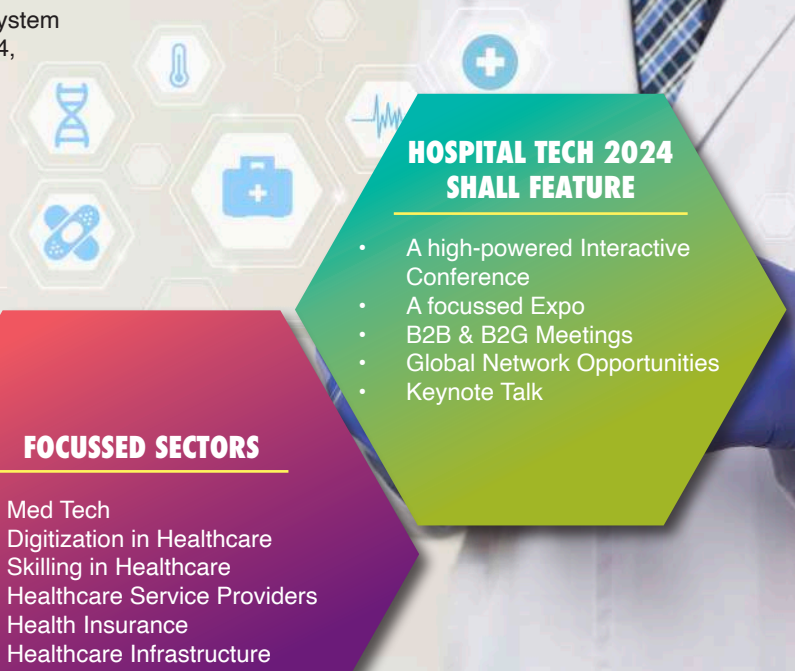 ystem
4,
HOSPITAL TECH 2024
SHALL FEATURE
• A high-powered Interactive
Conference
• A focussed Expo
• B2B & B2G Meetings
• Global Network Opportunities
• Keynote Talk
FOCUSSED SECTORS
Med Tech
Digitization in Healthcare
Skilling in Healthcare
Healthcare Service Providers
Health Insurance
Healthcare Infrastructure